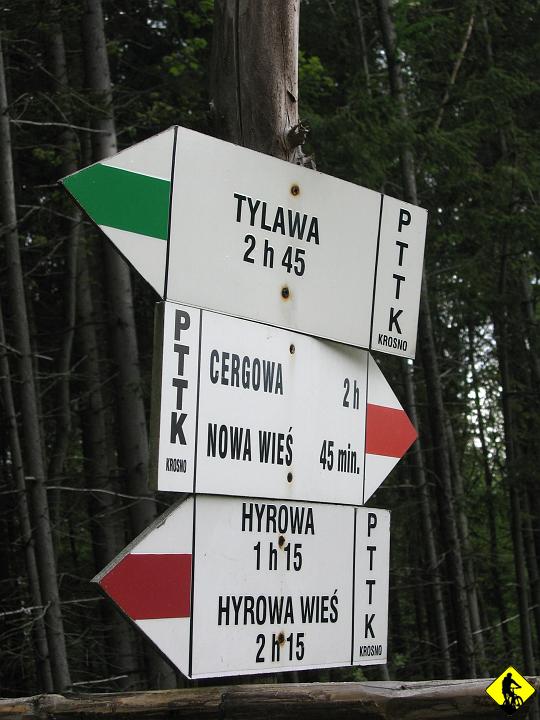 TYLAWA
2 h 45
PTTK
KROSNO
PTTK
KROSNO
CERGOWA 2 h
NOWA WIEŚ 45 min.
HYROWA
1 h 15
HYROWA WIEŚ
2 h 15
PTTK
KROSNO